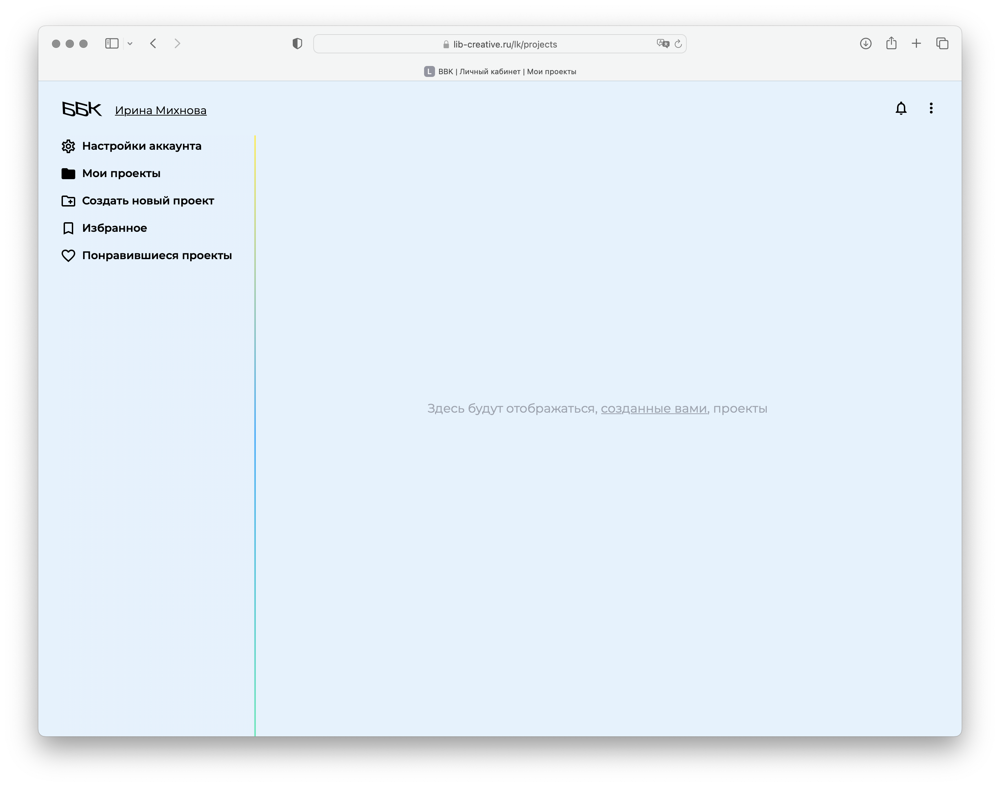 lib-creative.ru/lk/projects
L BBK | Личный кабинет | Мои проекты
ББК Ирина Михнова
Настройки аккаунта
Мои проекты
Создать новый проект
Избранное
Понравившиеся проекты
Здесь будут отображаться, созданные вами, проекты